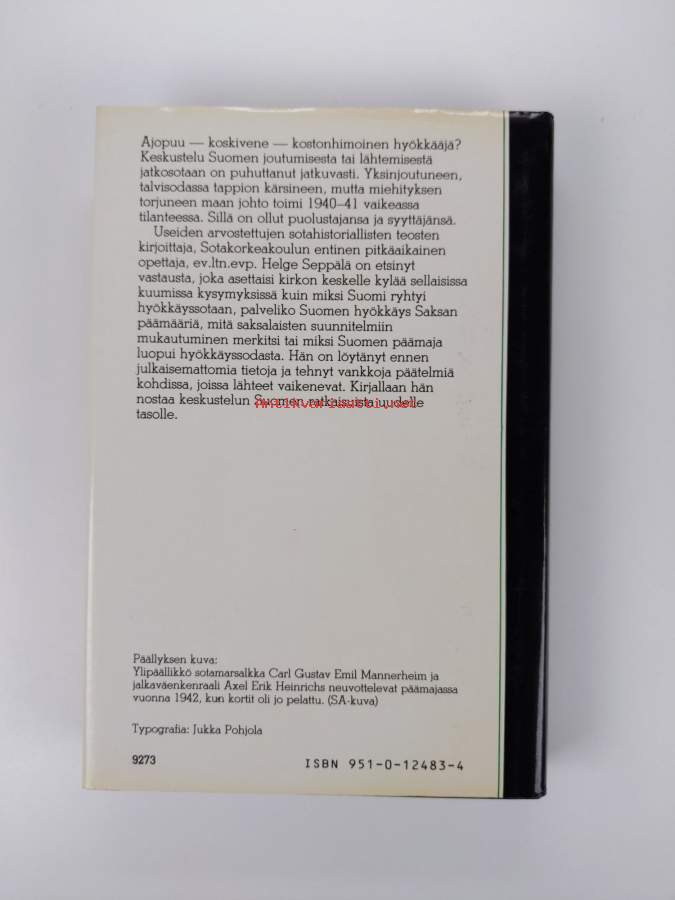 Ajopuu — koskivene — kostonhimoinen hyökkääjä?
Keskustelu Suomen joutumisesta tai lähtemisestä
jatkosotaan on puhuttanut jatkuvasti. Yksinjoutuneen,
talvisodassa tappion kärsineen, mutta miehityksen
torjuneen maan johto toimi 1940–41 vaikeassa
tilanteessa. Sillä on ollut puolustajansa ja syyttäjänsä.
Useiden arvostettujen sotahistoriallisten teosten
kirjoittaja, Sotakorkeakoulun entinen pitkäaikainen
opettaja, ev.ltn.evp. Helge Seppälä on etsinyt
vastausta, joka asettaisi kirkon keskelle kylää sellaisissa
kuumissa kysymyksissä kuin miksi Suomi ryhtyi
hyökkäyssotaan, palveliko Suomen hyökkäys Saksan
päämääriä, mitä saksalaisten suunnitelmiin
mukautuminen merkitsi tai miksi Suomen päämaja
luopui hyökkäyssodasta. Hän on löytänyt ennen
julkaisemattomia tietoja ja tehnyt vankkoja päätelmiä
kohdissa, joissa lähteet vaikenevat. Kirjallaan hän
nostaa keskustelun Suomen ratkaisuista uudelle
tasolle.
Antikvariaatti.net
Päällyksen kuva:
Ylipäällikkö sotamarsalkka Carl Gustav Emil Mannerheim ja
jalkaväenkenraali Axel Erik Heinrichs neuvottelevat päämajassa
vuonna 1942, kun kortit oli jo pelattu. (SA-kuva)
Typografia: Jukka Pohjola
9273 ISBN 951-0-12483-4